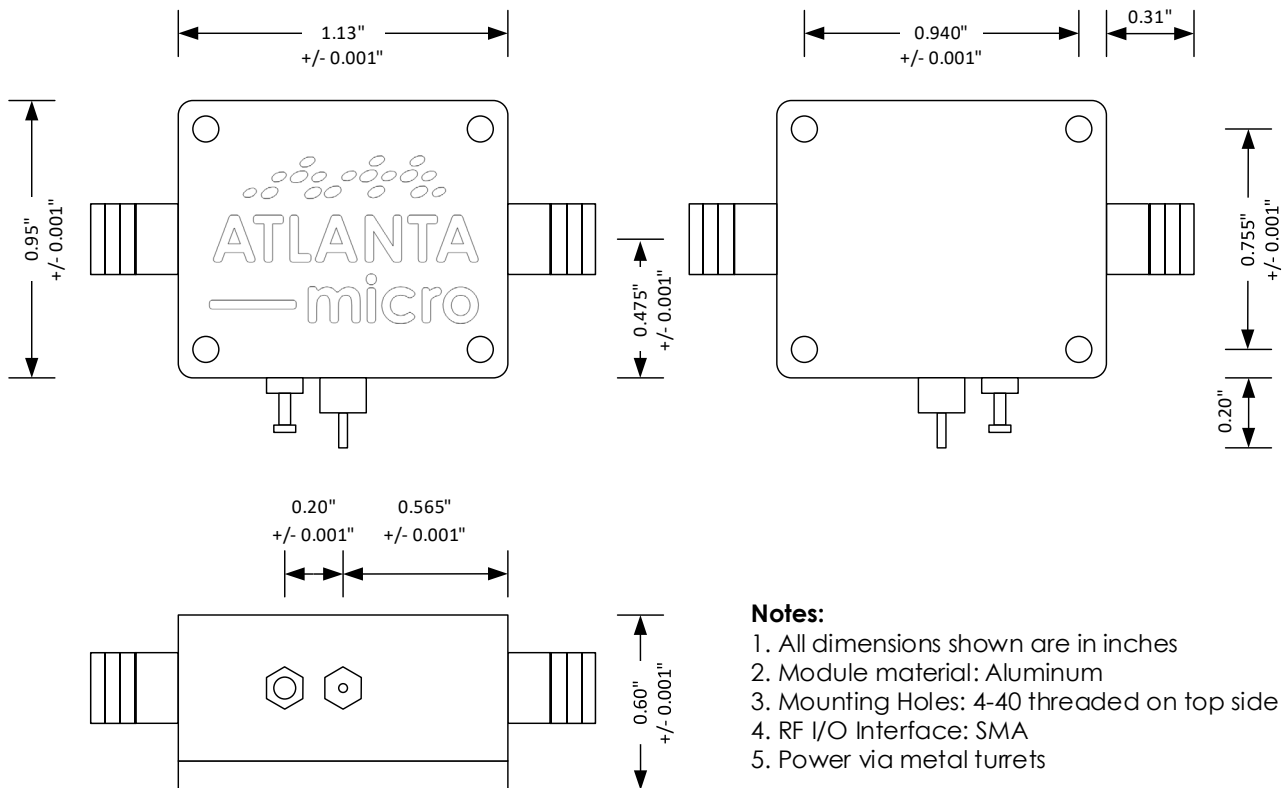 1.13"
+/- 0.001"
0.940"
+/- 0.001"
0.31"
0.95"
+/- 0.001"
ATLANTA
micro
0.475"
+/- 0.001"
0.755"
+/- 0.001"
0.20"
0.20"
+/- 0.001"
0.565"
+/- 0.001"
0.60"
+/- 0.001"
Notes:
1. All dimensions shown are in inches
2. Module material: Aluminum
3. Mounting Holes: 4-40 threaded on top side
4. RF I/O Interface: SMA
5. Power via metal turrets